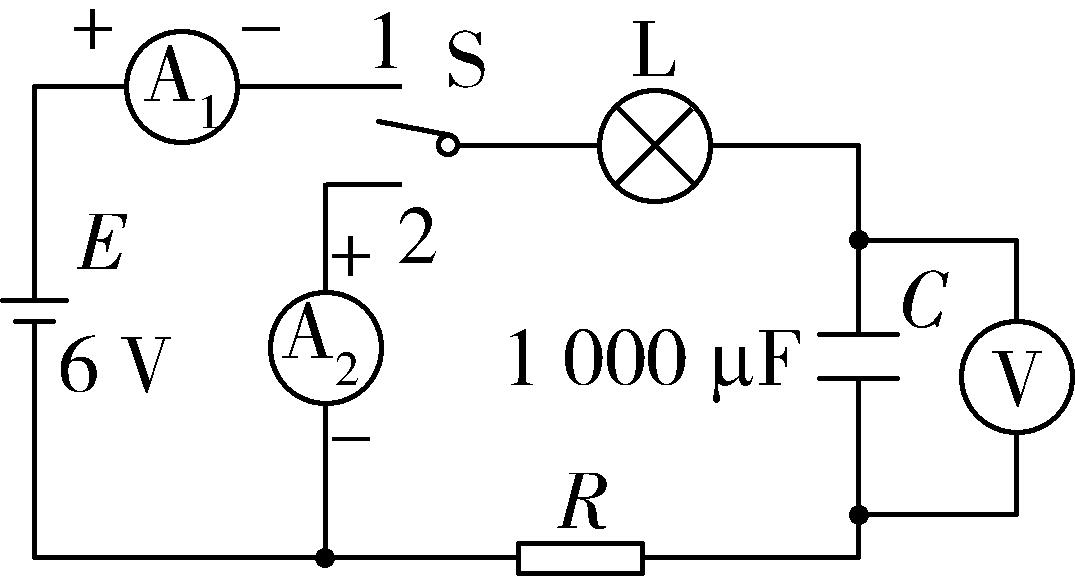 + A1 − 1 S L
E
6 V
2
+
A2
−
C
1 000 μF
V
R